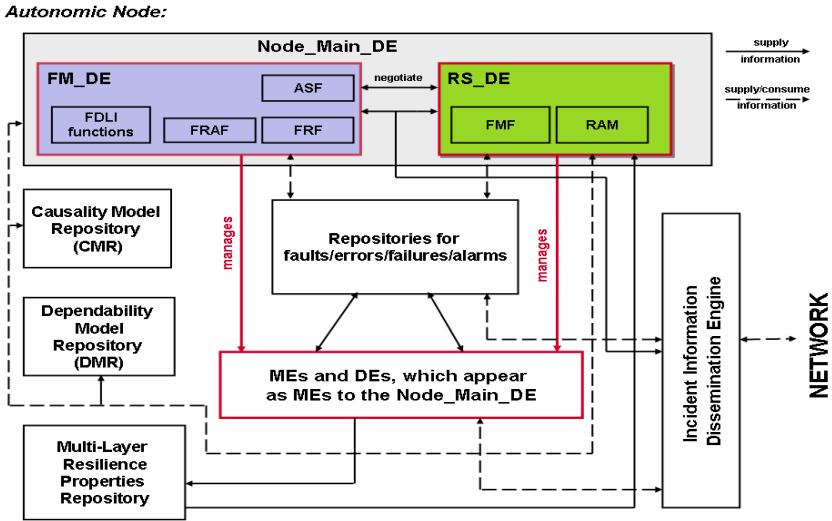 Autonomic Node:
Node_Main_DE
supply
information
supply/consume
information
FM_DE
ASF
FDLI
functions
FRAF
FRF
negotiate
RS_DE
FMF
RAM
Causality Model
Repository
(CMR)
manages
Repositories for
faults/errors/failures/alarms
manages
Dependability
Model
Repository
(DMR)
MEs and DEs, which appear
as MEs to the Node_Main_DE
Incident Information
Dissemination Engine
NETWORK
Multi-Layer
Resilience
Properties
Repository